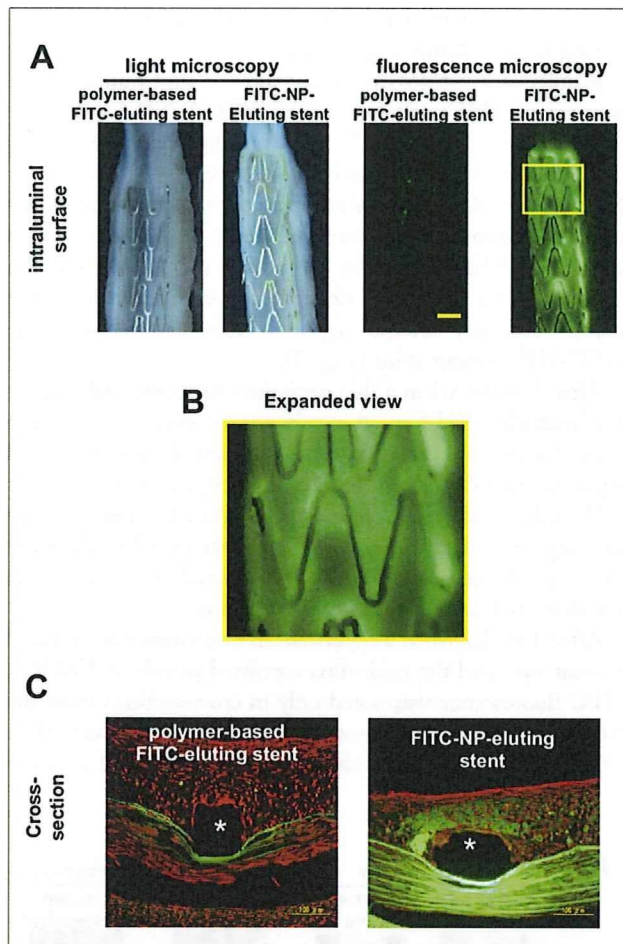 A
light microscopy
fluorescence microscopy
polymer-based
FITC-eluting stent
FITC-NP-
Eluting stent
polymer-based
FITC-eluting stent
FITC-NP-
Eluting stent
intraluminal
surface
B
Expanded view
C
polymer-based
FITC-eluting stent
FITC-NP-eluting
stent
Cross-
section
*
*